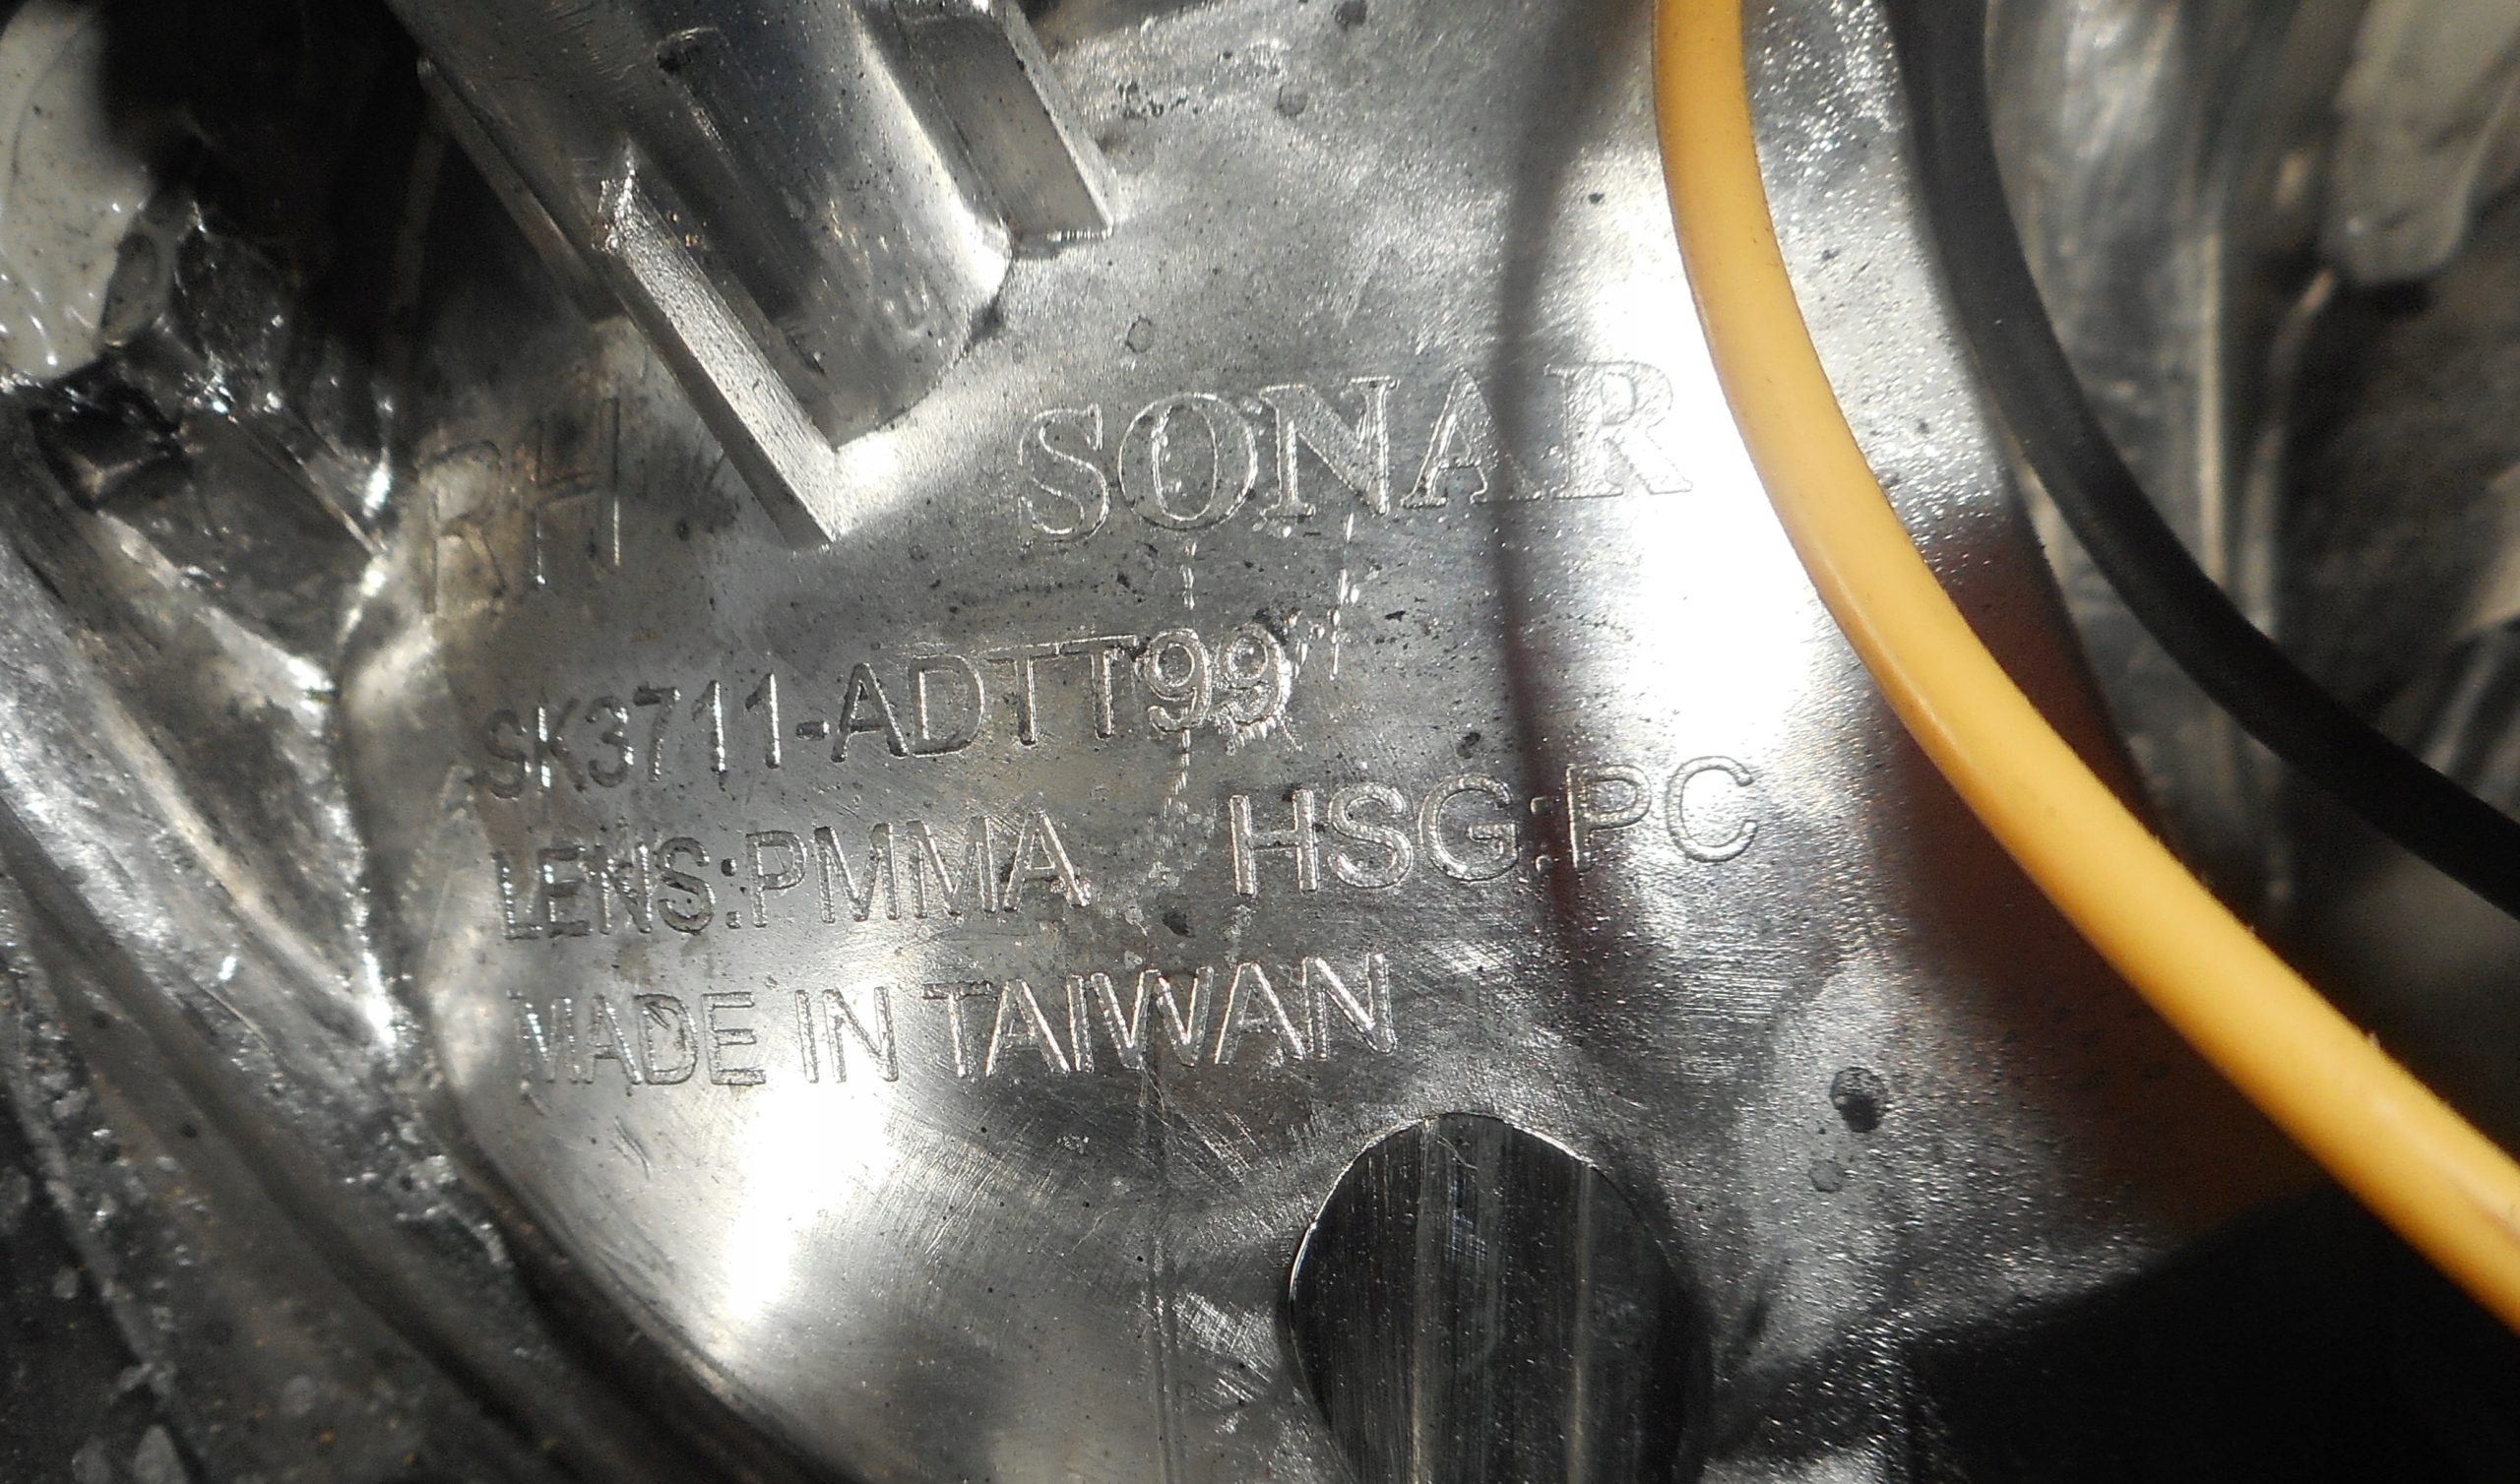 RH SONAR
SK3711-ADTT99
LENS:PMMA HSG:PC
MADE IN TAIWAN